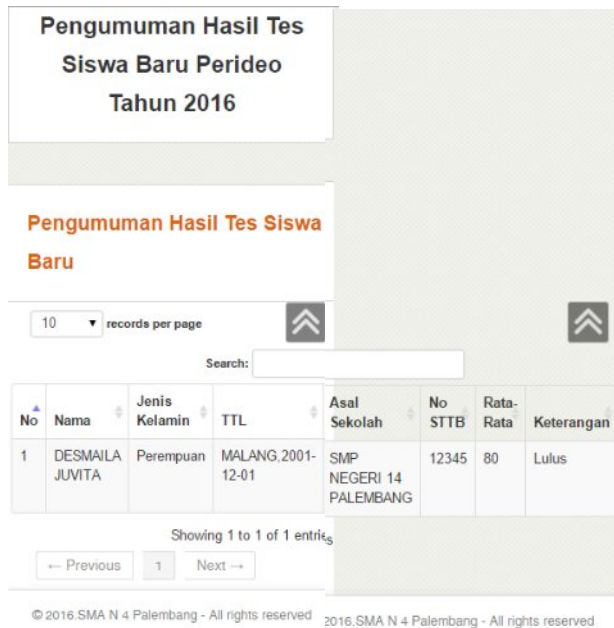 Pengumuman Hasil Tes
Siswa Baru Perideo
Tahun 2016
Pengumuman Hasil Tes Siswa
Baru
10 records per page
Search:
No Nama Jenis Kelamin TTL Asal Sekolah No STTB Rata-Rata Keterangan
1 DESMAILA JUVITA Perempuan MALANG,2001-12-01 SMP NEGERI 14 PALEMBANG 12345 80 Lulus
Showing 1 to 1 of 1 entries
← Previous 1 Next →
© 2016.SMA N 4 Palembang - All rights reserved 2016.SMA N 4 Palembang - All rights reserved